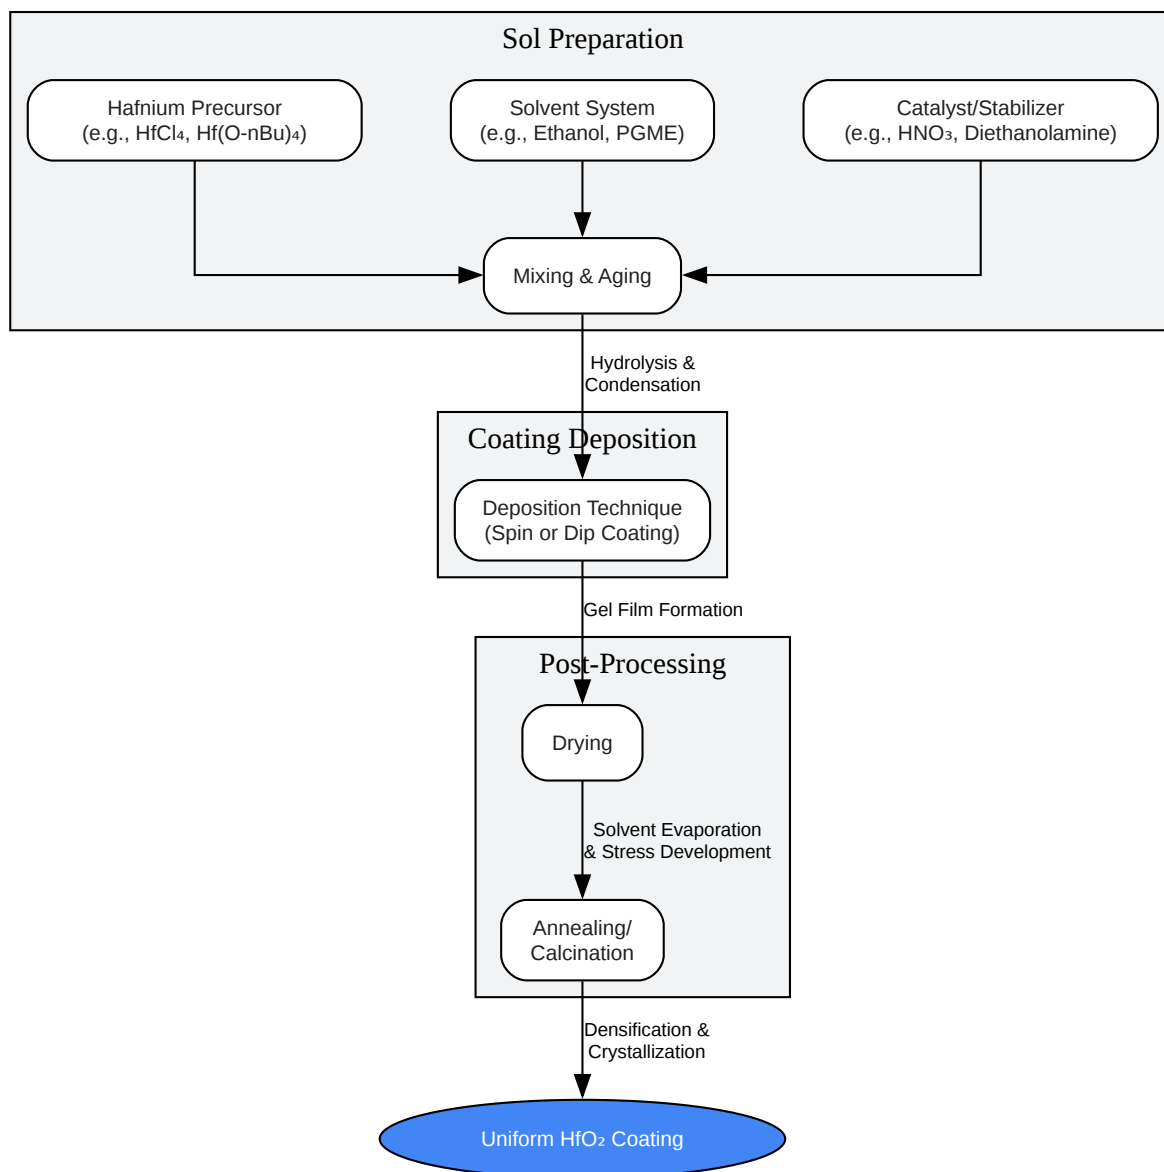 Sol Preparation
Hafnium Precursor
(e.g., HfCl₄, Hf(O-nBu)₄)
Solvent System
(e.g., Ethanol, PGME)
Catalyst/Stabilizer
(e.g., HNO₃, Diethanolamine)
Mixing & Aging
Hydrolysis &
Condensation
Coating Deposition
Deposition Technique
(Spin or Dip Coating)
Gel Film Formation
Post-Processing
Drying
Solvent Evaporation
& Stress Development
Annealing/
Calcination
Densification &
Crystallization
Uniform HfO₂ Coating